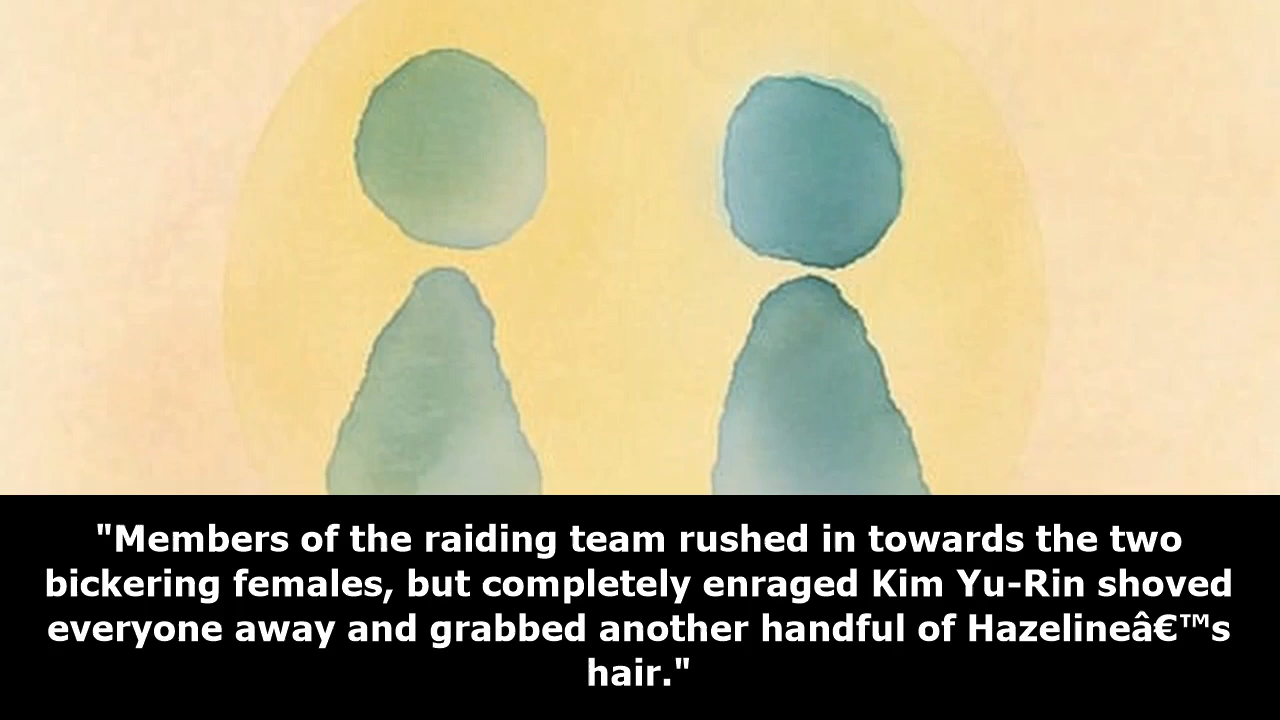 "Members of the raiding team rushed in towards the two
bickering females, but completely enraged Kim Yu-Rin shoved
everyone away and grabbed another handful of Hazelineâ€™s
hair."